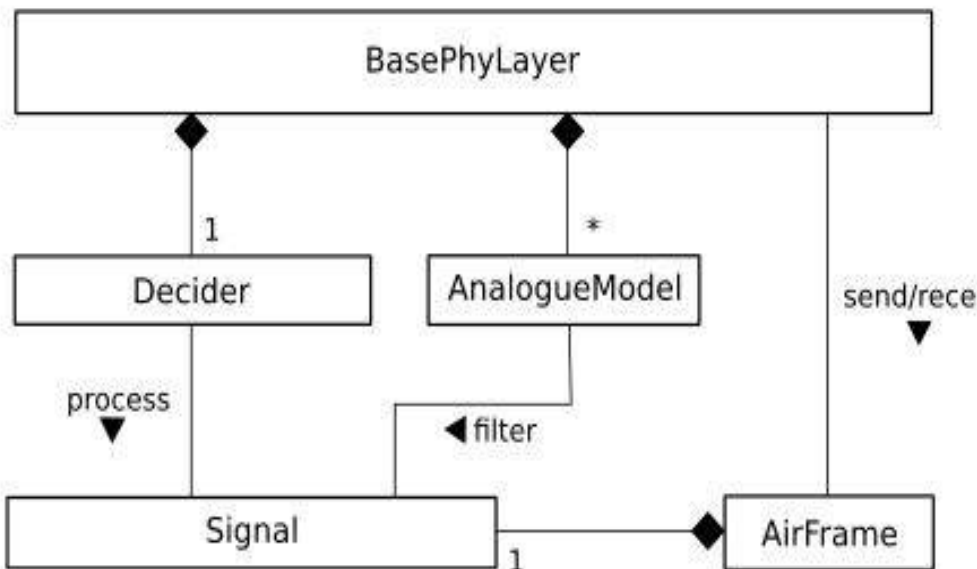 BasePhyLayer
1
*
Decider
AnalogueModel
send/rece
process
filter
Signal
1
AirFrame